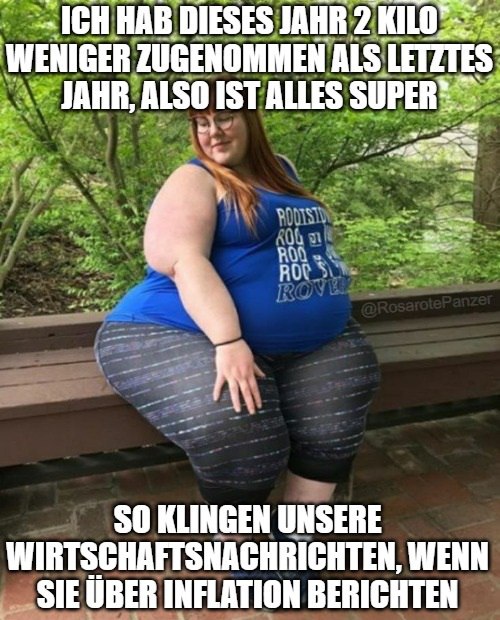 ICH HAB DIESES JAHR 2 KILO
WENIGER ZUGENOMMEN ALS LETZTES
JAHR, ALSO IST ALLES SUPER
@RosarotePanzer
SO KLINGEN UNSERE
WIRTSCHAFTSNACHRICHTEN, WENN
SIE ÜBER INFLATION BERICHTEN